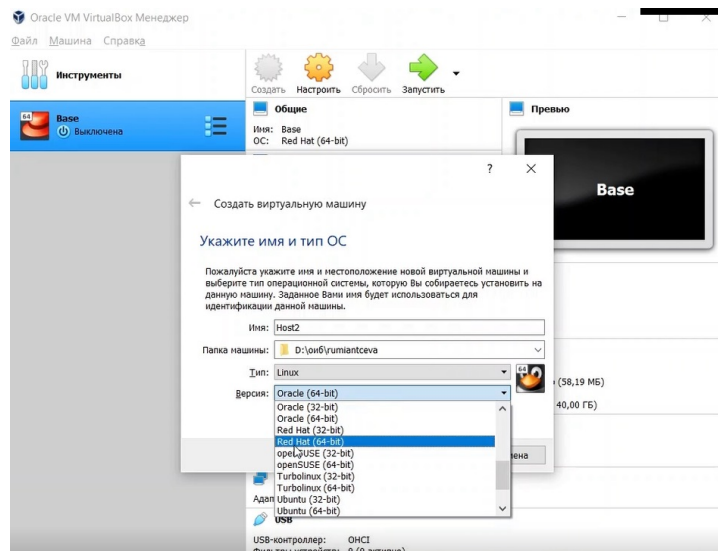 Oracle VM VirtualBox Менеджер
Файл Машина Справка
Инструменты
Создать Настроить Сбросить Запустить
64
Base
Выключена
Общие
Имя: Base
ОС: Red Hat (64-bit)
Превью
Base
?
Создать виртуальную машину
Укажите имя и тип ОС
Пожалуйста укажите имя и местоположение новой виртуальной машины и
выберите тип операционной системы, которую Вы собираетесь установить на
данную машину. Заданное Вами имя будет использоваться для
идентификации данной машины.
Имя: Host2
Папка машины: D:\оиб\rumiantceva
Тип: Linux
64
Версия: Oracle (64-bit)
Oracle (32-bit)
Oracle (64-bit)
Red Hat (32-bit)
Red Hat (64-bit)
openSUSE (32-bit)
openSUSE (64-bit)
Turbolinux (32-bit)
Turbolinux (64-bit)
Ubuntu (32-bit)
Ubuntu (64-bit)
(58,19 МБ)
40,00 ГБ)
USB
USB-контроллер: OHCI